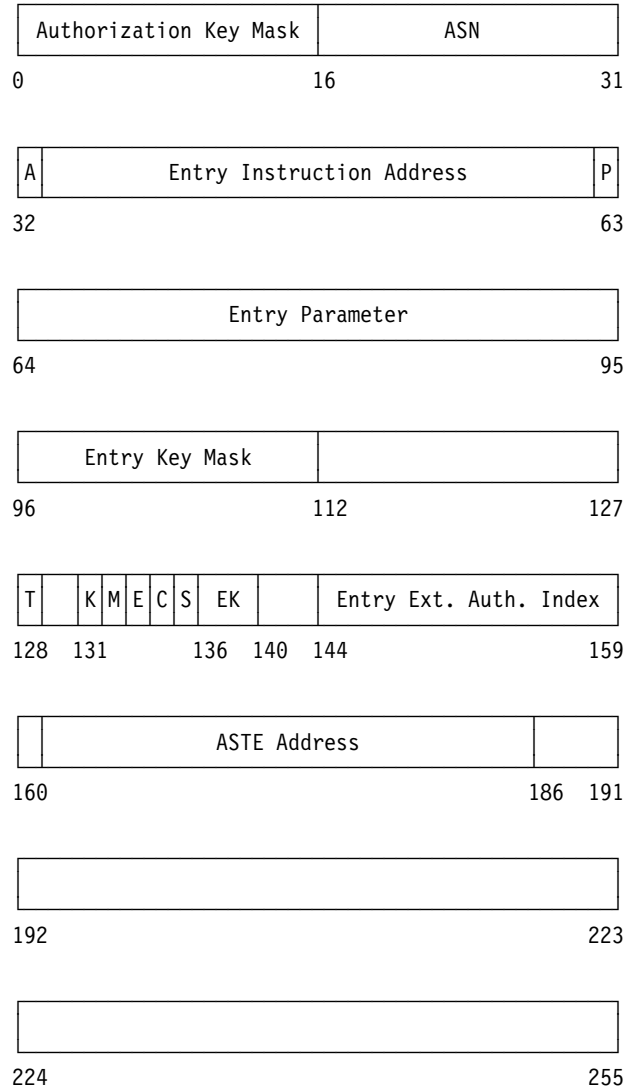 Authorization Key Mask ASN
0 16 31
A Entry Instruction Address P
32 63
Entry Parameter
64 95
Entry Key Mask
96 112 127
T K M E C S EK Entry Ext. Auth. Index
128 131 136 140 144 159
ASTE Address
160 186 191
192 223
224 255